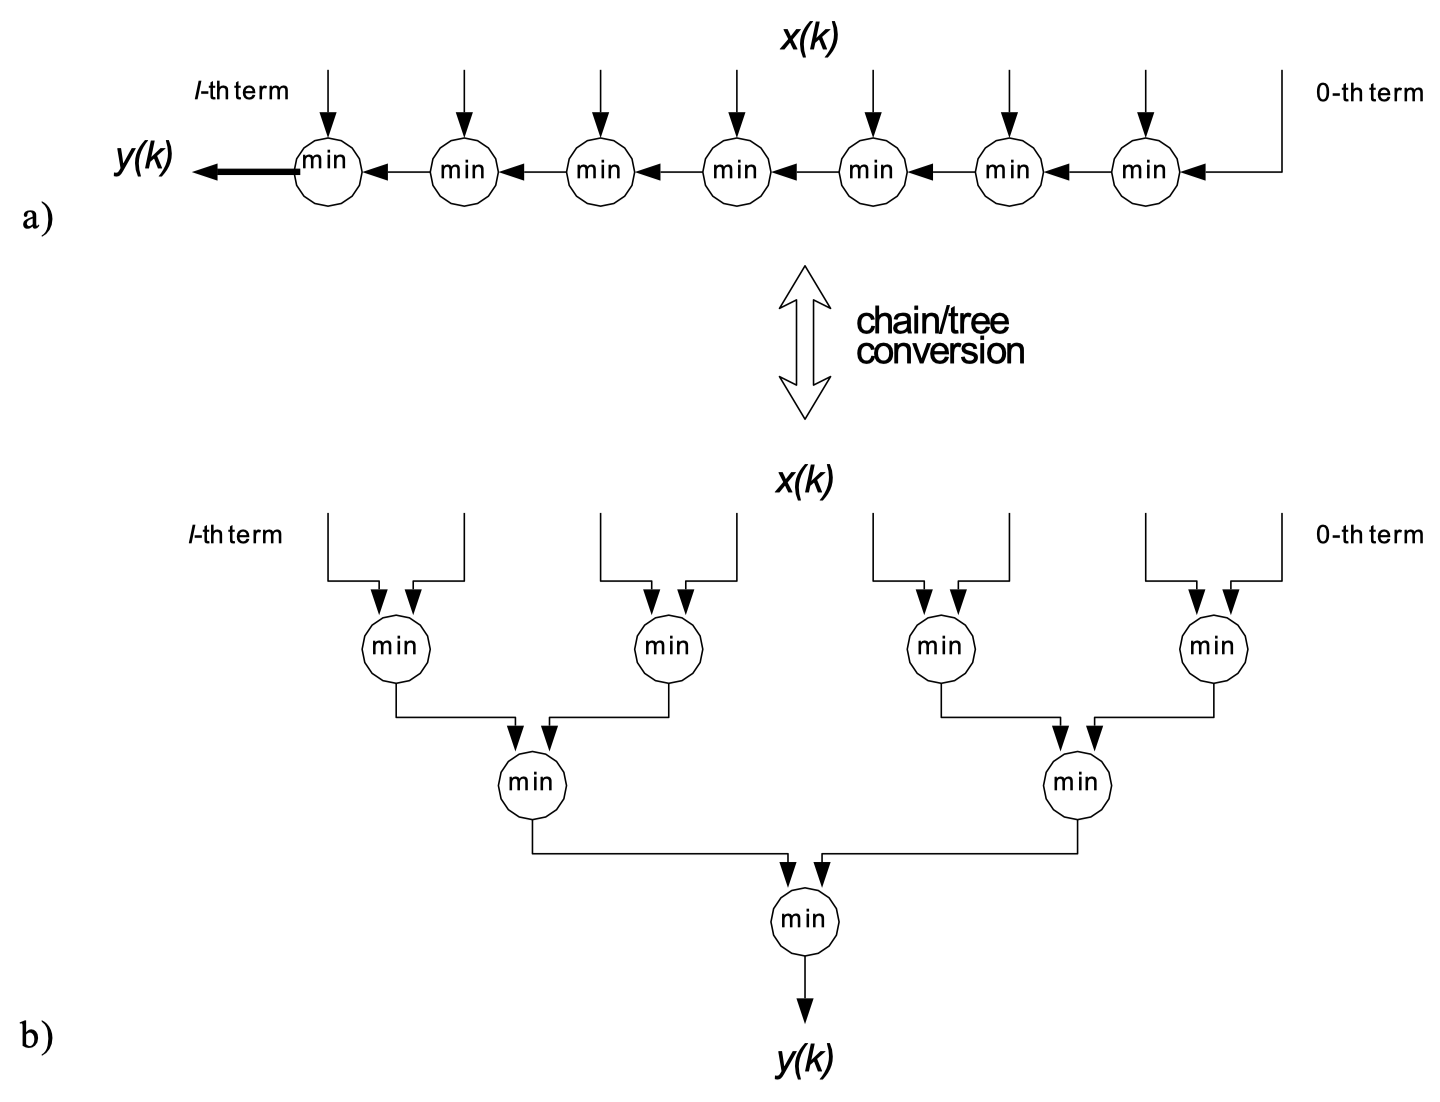 x(k)
I-th term
0-th term
y(k)
min min min min min min min
a)
chain/tree
conversion
x(k)
I-th term
0-th term
min min min min
min min
min
b)
y(k)